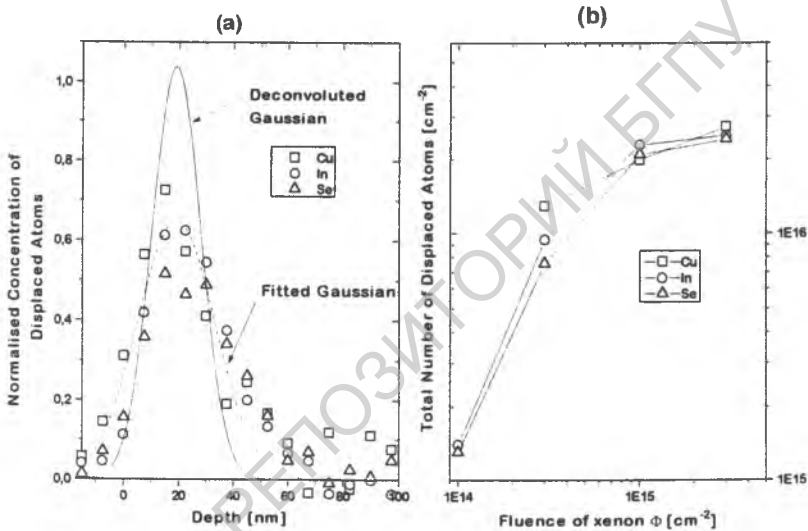 (a)
Normalised Concentration of
Displaced Atoms
1,0
0,8
0,6
0,4
0,2
0,0
Deconvoluted
Gaussian
Cu
In
Se
Fitted Gaussian
0
20
40
60
80
Depth [nm]
(b)
Total Number of Displaced Atoms [cm-2]
Cu
In
Se
1E16
1E15
1E14
1E15
Fluence of xenon Φ [cm-2]
РЕПОЗИТОРИЙ БГПУ